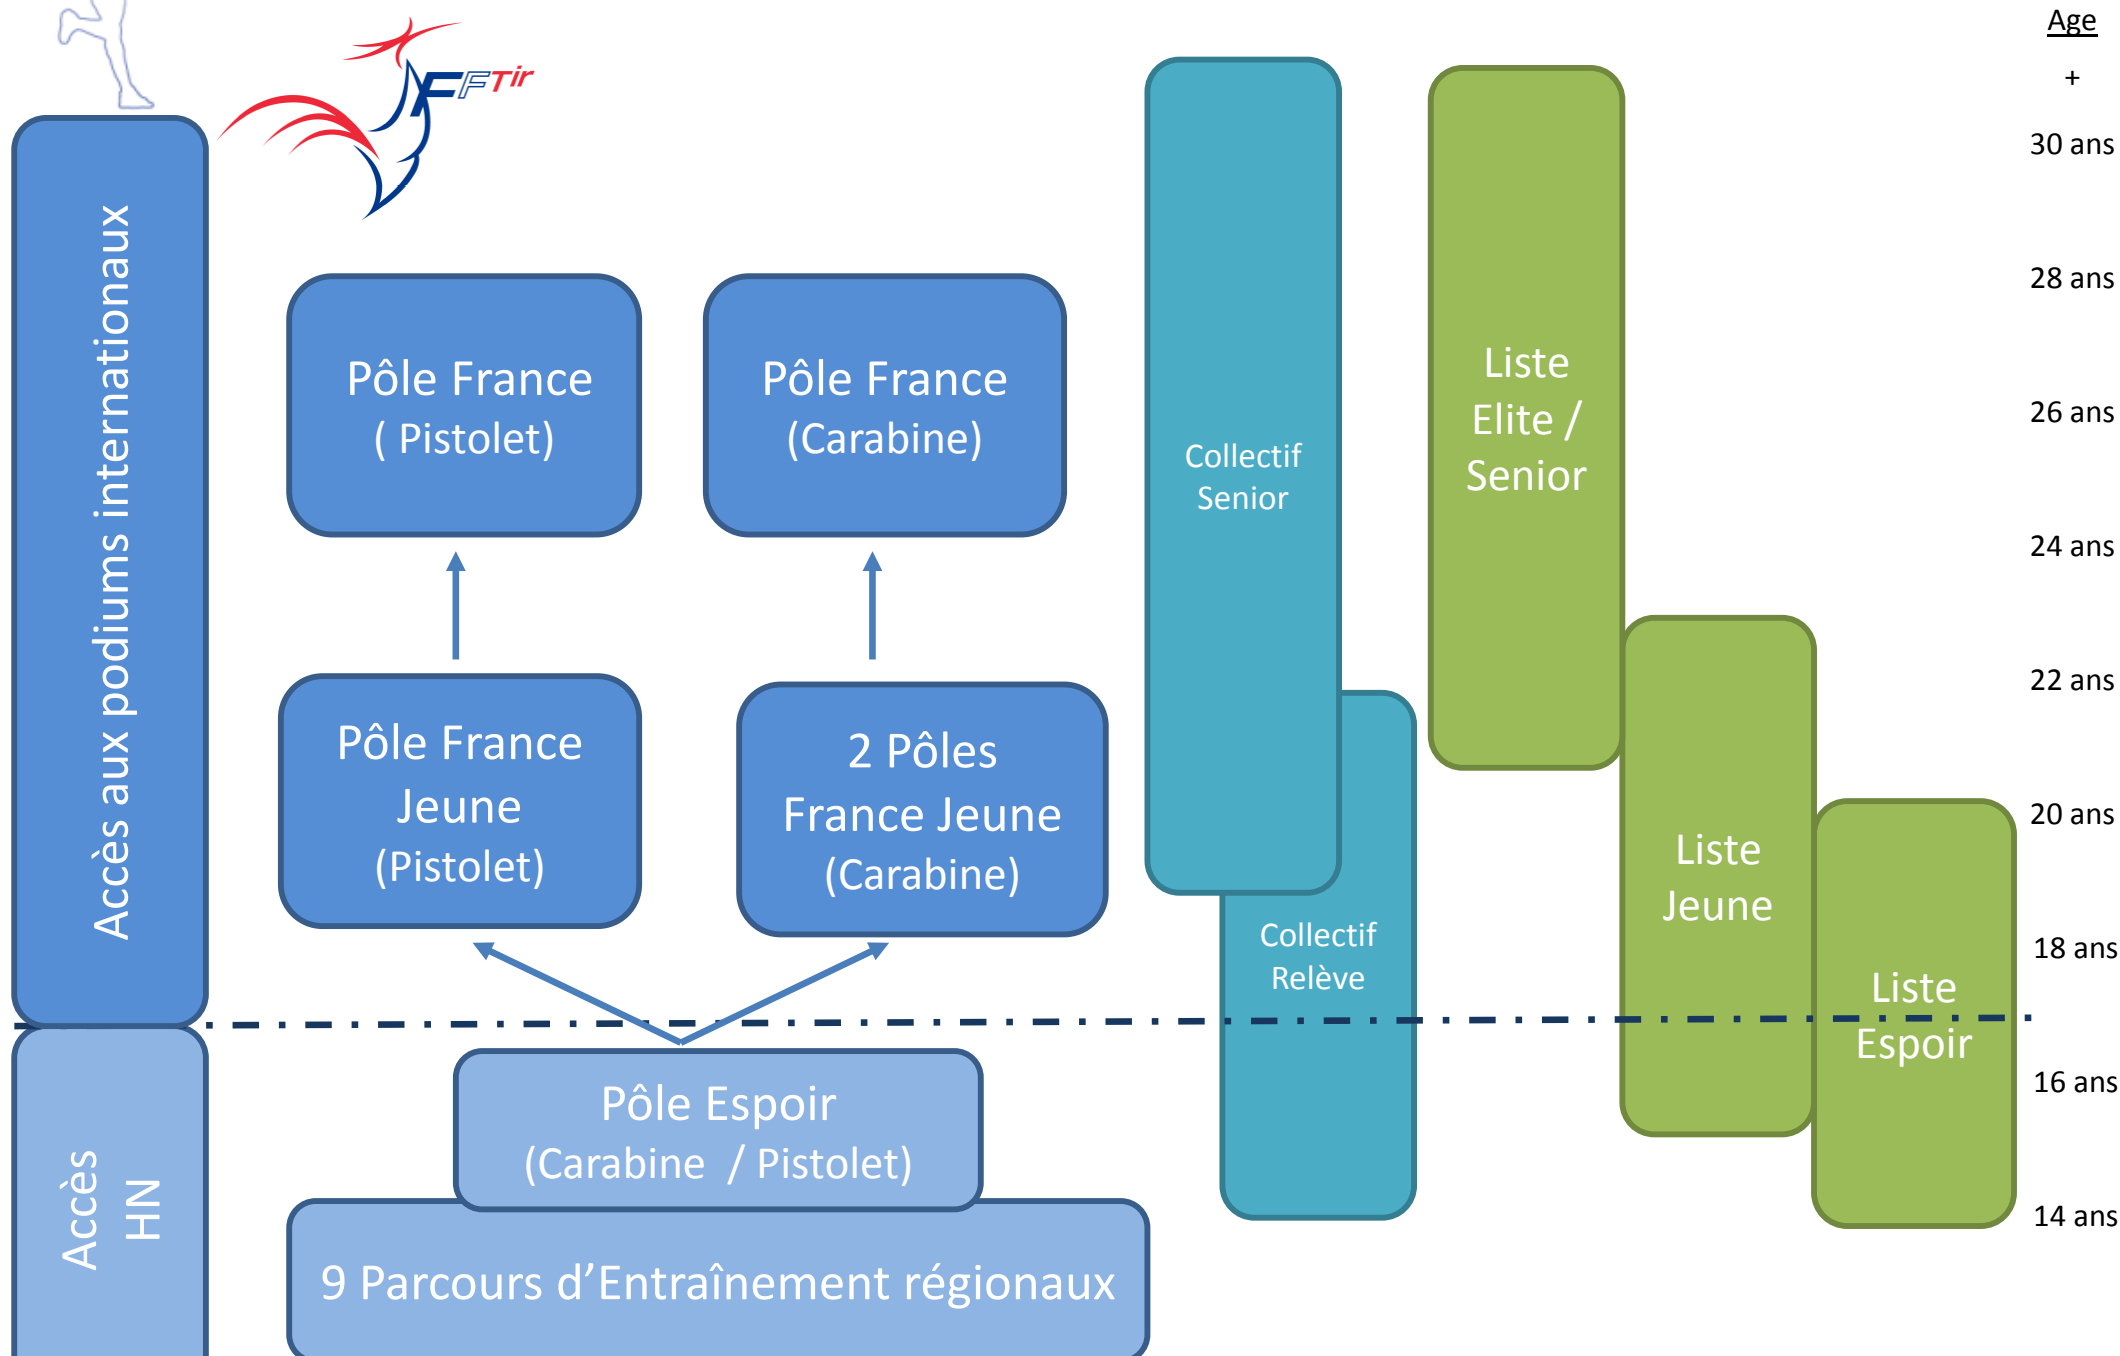 FFTir
Accès aux podiums internationaux
Accès
HN
Pôle France
( Pistolet)
Pôle France
(Carabine)
Pôle France
Jeune
(Pistolet)
2 Pôles
France Jeune
(Carabine)
Pôle Espoir
(Carabine / Pistolet)
9 Parcours d’Entraînement régionaux
Collectif
Senior
Collectif
Relève
Liste
Elite /
Senior
Liste
Jeune
Liste
Espoir
Age
+
30 ans
28 ans
26 ans
24 ans
22 ans
20 ans
18 ans
16 ans
14 ans